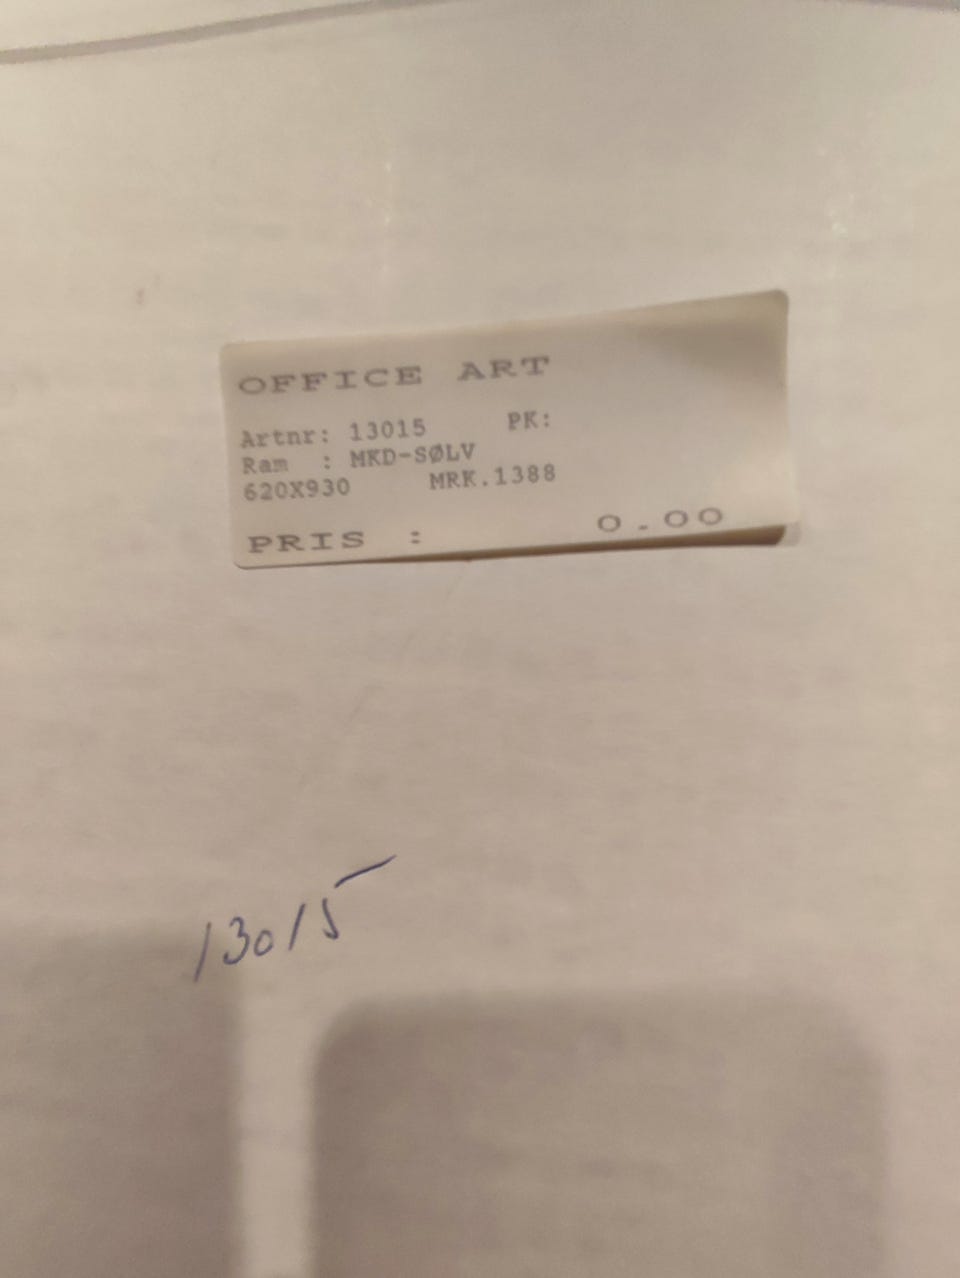 OFFICE ART
Artnr: 13015 PK:
Ram : MKD-SØLV
620X930 MRK.1388
PRIS : 0.00
13015